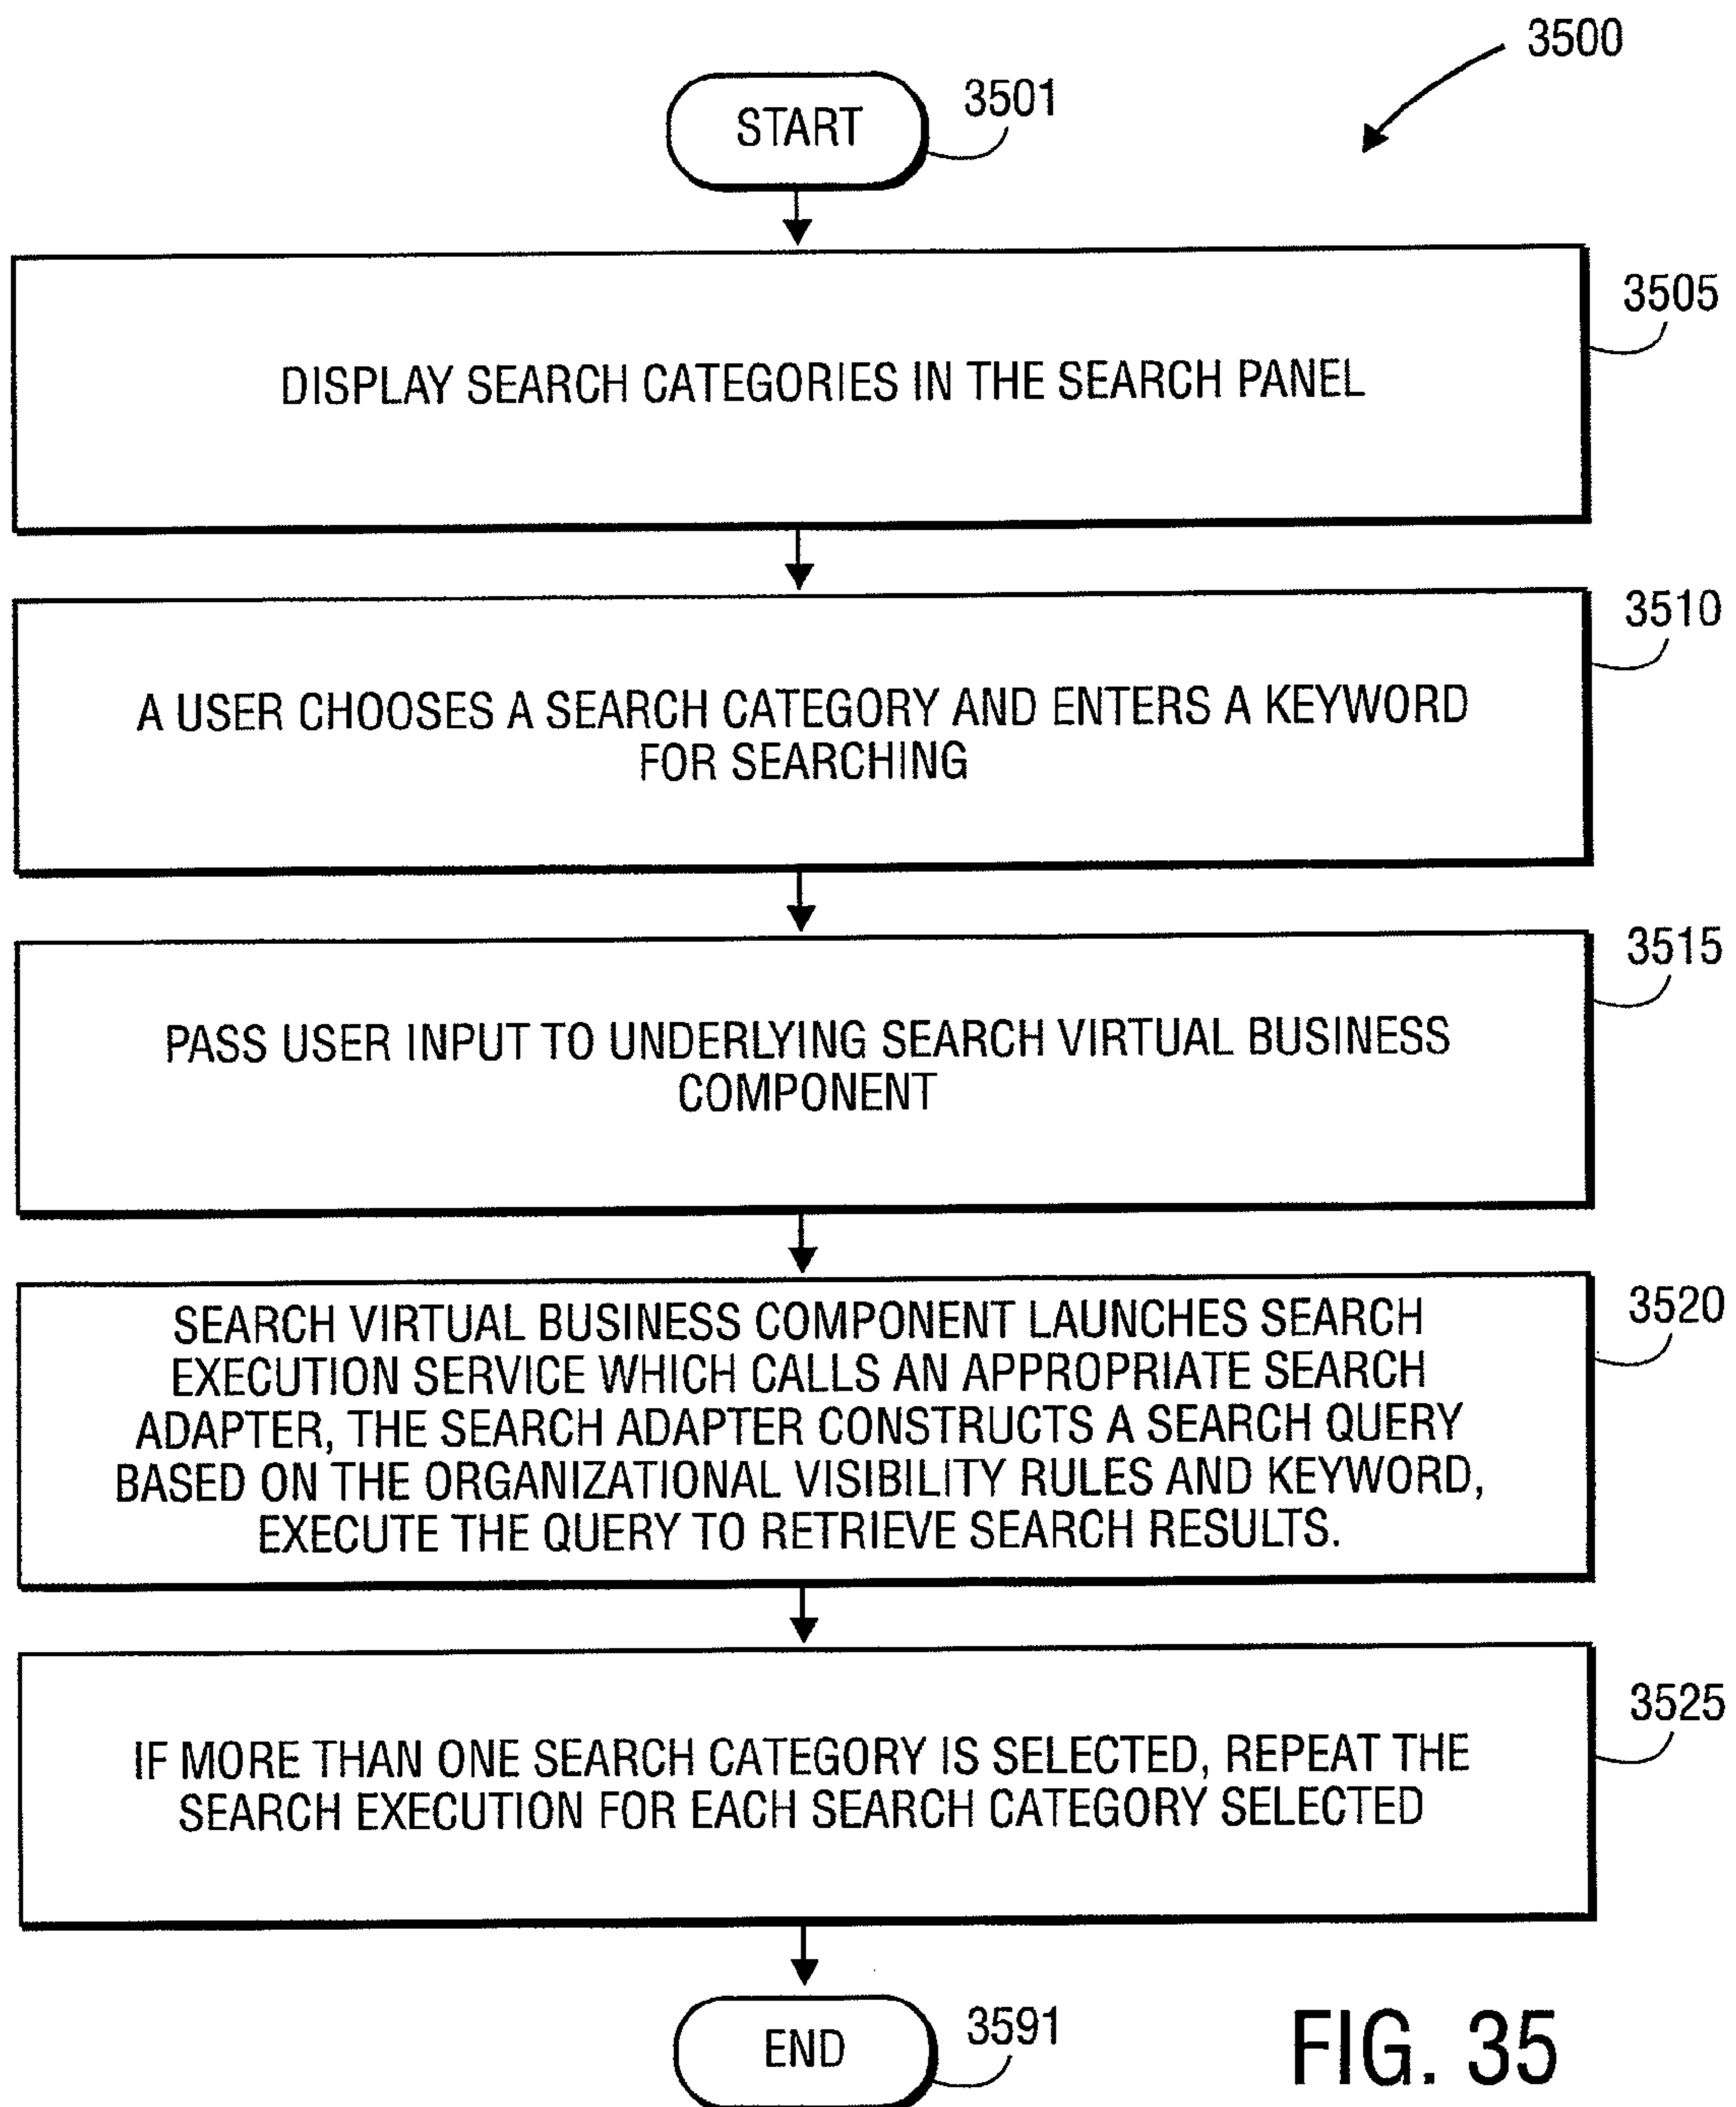 3500
START
3501
3505
DISPLAY SEARCH CATEGORIES IN THE SEARCH PANEL
3510
A USER CHOOSES A SEARCH CATEGORY AND ENTERS A KEYWORD
FOR SEARCHING
3515
PASS USER INPUT TO UNDERLYING SEARCH VIRTUAL BUSINESS
COMPONENT
3520
SEARCH VIRTUAL BUSINESS COMPONENT LAUNCHES SEARCH
EXECUTION SERVICE WHICH CALLS AN APPROPRIATE SEARCH
ADAPTER, THE SEARCH ADAPTER CONSTRUCTS A SEARCH QUERY
BASED ON THE ORGANIZATIONAL VISIBILITY RULES AND KEYWORD,
EXECUTE THE QUERY TO RETRIEVE SEARCH RESULTS.
3525
IF MORE THAN ONE SEARCH CATEGORY IS SELECTED, REPEAT THE
SEARCH EXECUTION FOR EACH SEARCH CATEGORY SELECTED
END
3591
FIG. 35